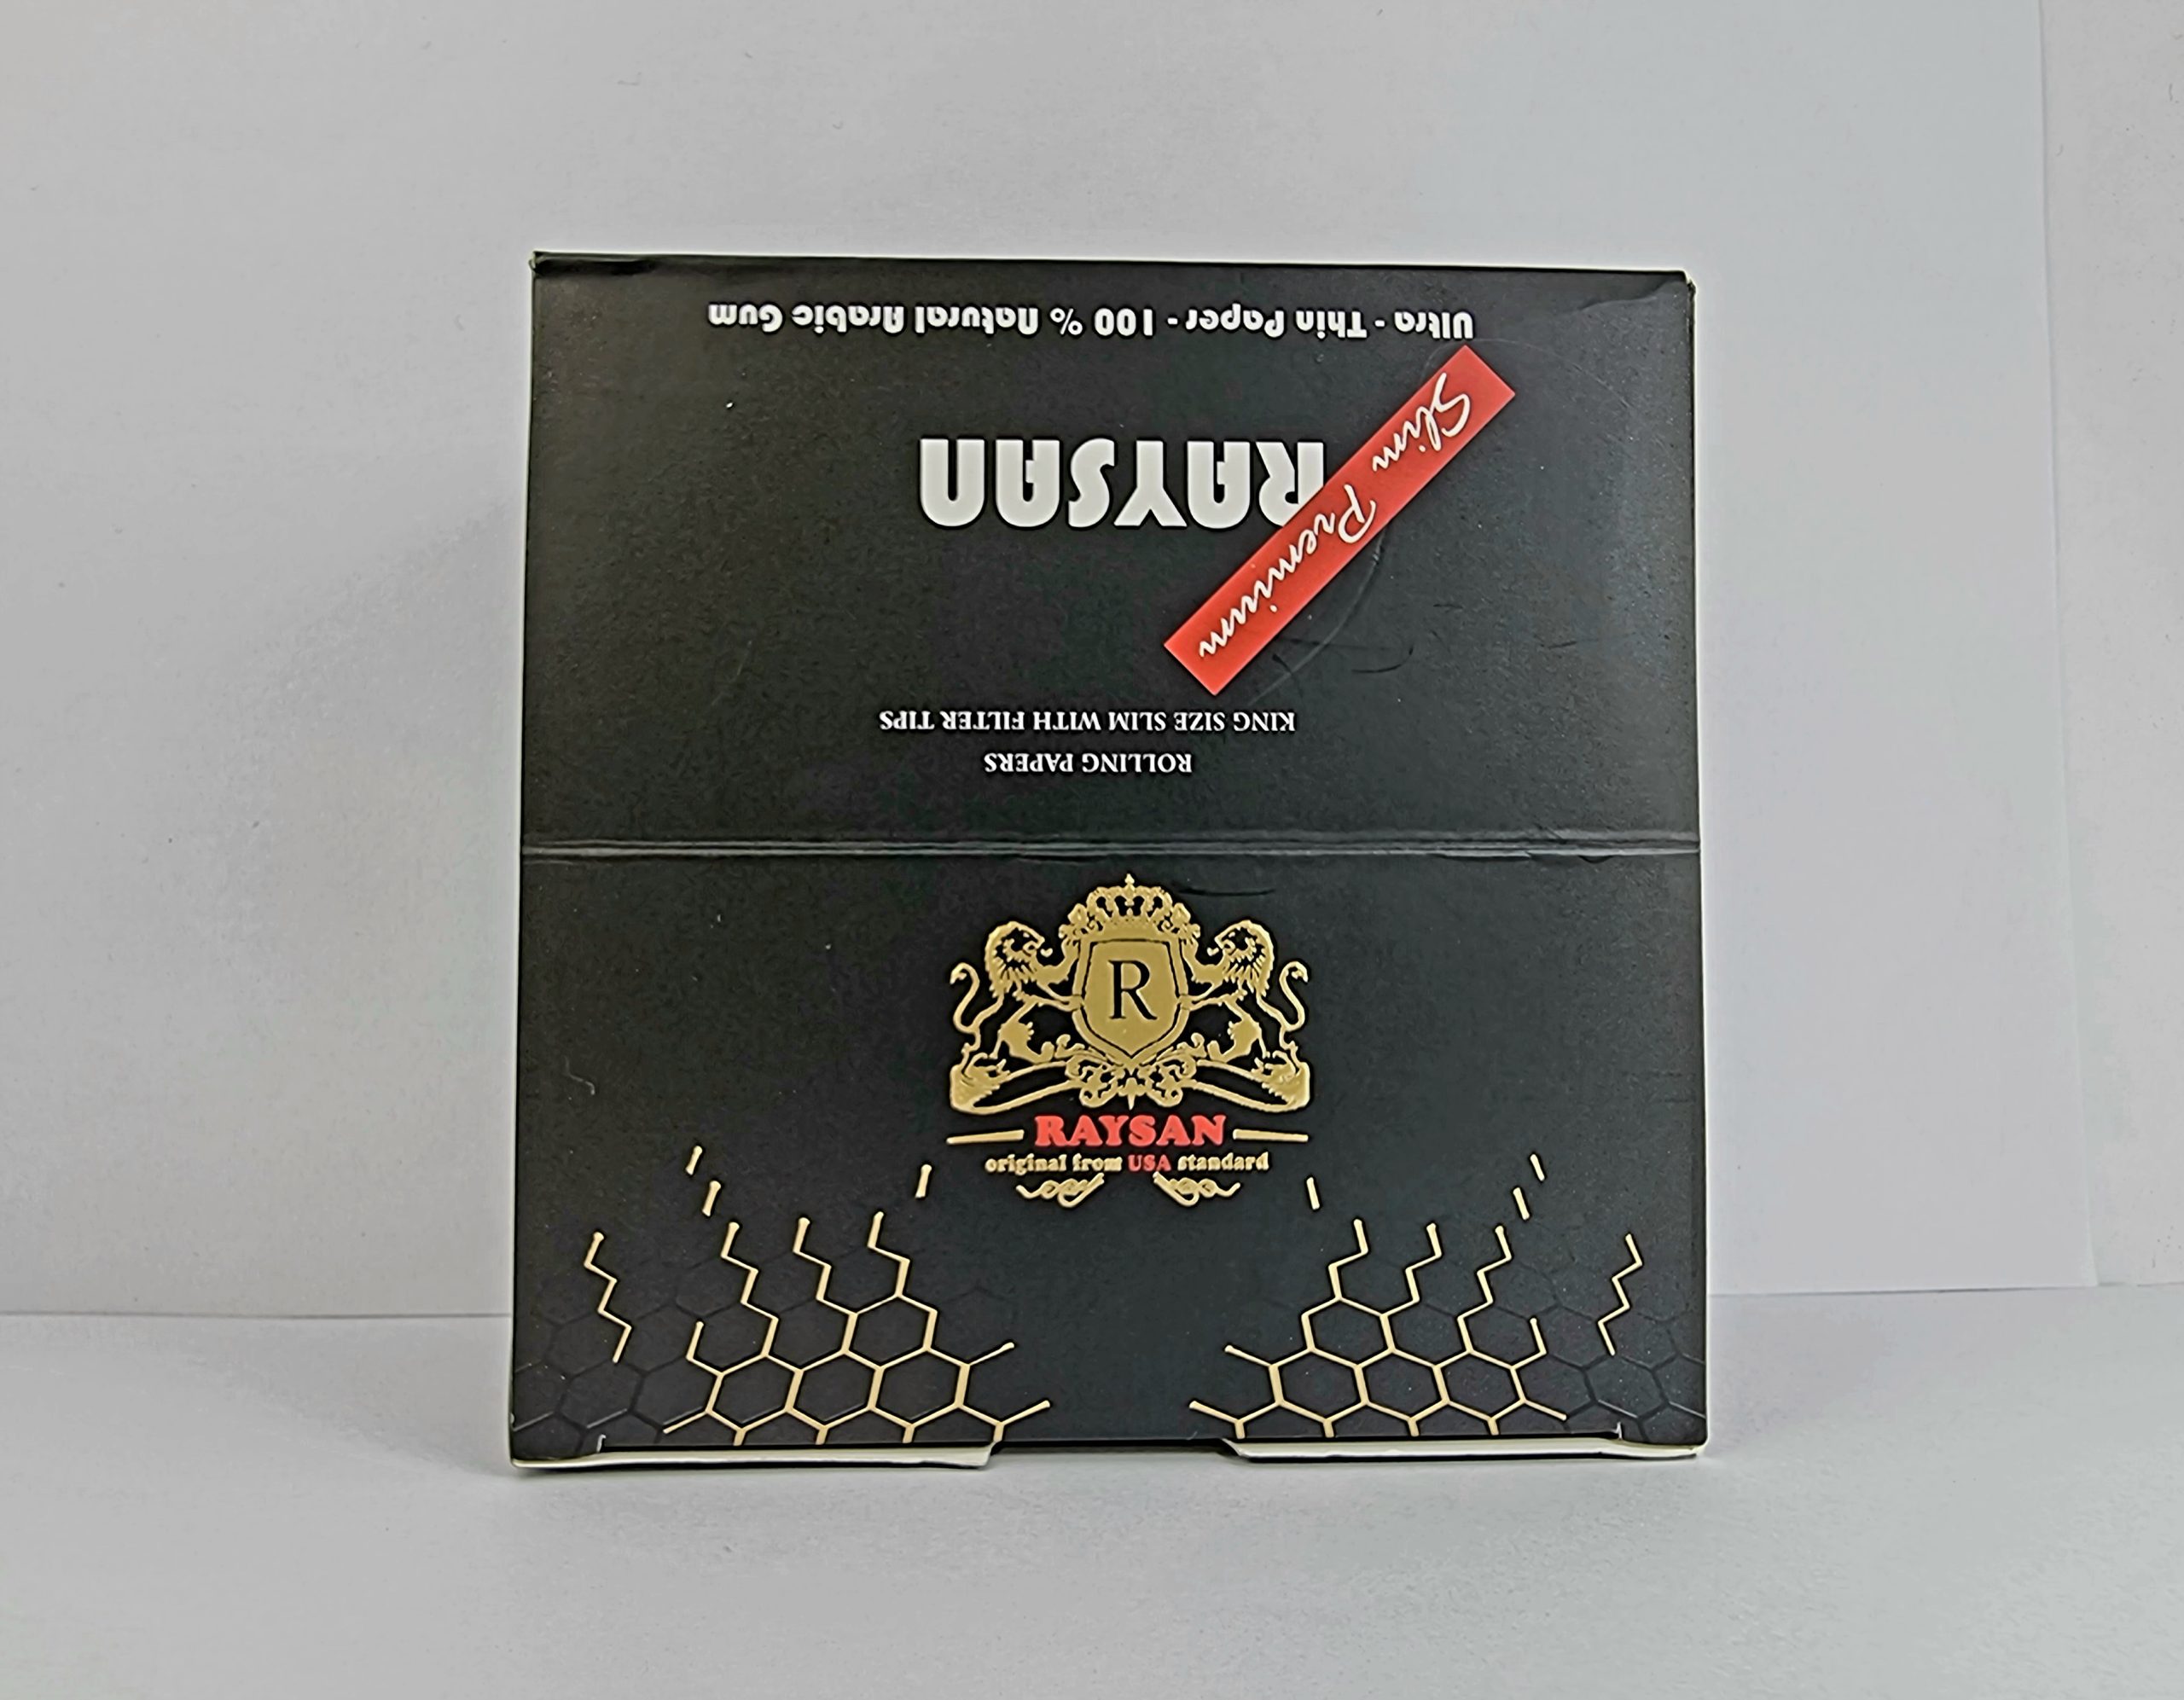 Ultra - Thin Paper - 100 % Natural Arabic Gum
RAYSAN
Slim Premium
KING SIZE SLIM WITH FILTER TIPS
ROLLING PAPERS
R
RAYSAN
original from USA standard